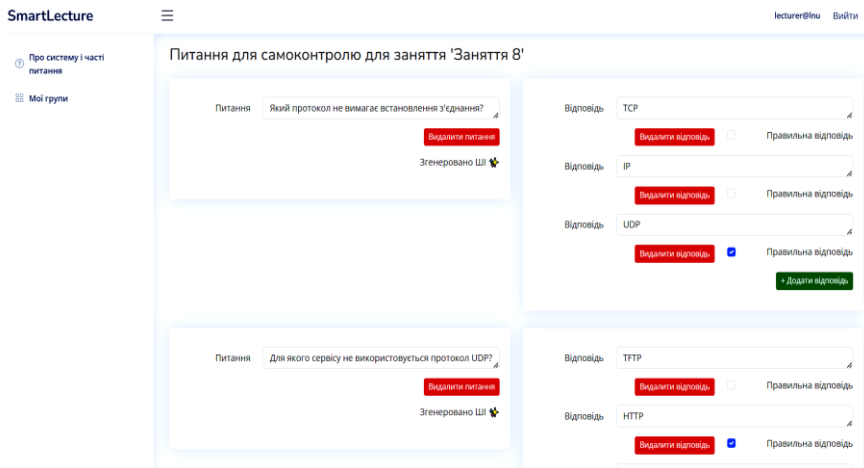 SmartLecture
lecturer@lnu Вийти
Про систему і часті
питання
Мої групи
Питання для самоконтролю для заняття 'Заняття 8'
Питання Який протокол не вимагає встановлення з'єднання?
Видалити питання
Згенеровано ШІ
Відповідь TCP
Видалити відповідь Правильна відповідь
Відповідь IP
Видалити відповідь Правильна відповідь
Відповідь UDP
Видалити відповідь Правильна відповідь
+ Додати відповідь
Питання Для якого сервісу не використовується протокол UDP?
Видалити питання
Згенеровано ШІ
Відповідь TFTP
Видалити відповідь Правильна відповідь
Відповідь HTTP
Видалити відповідь Правильна відповідь